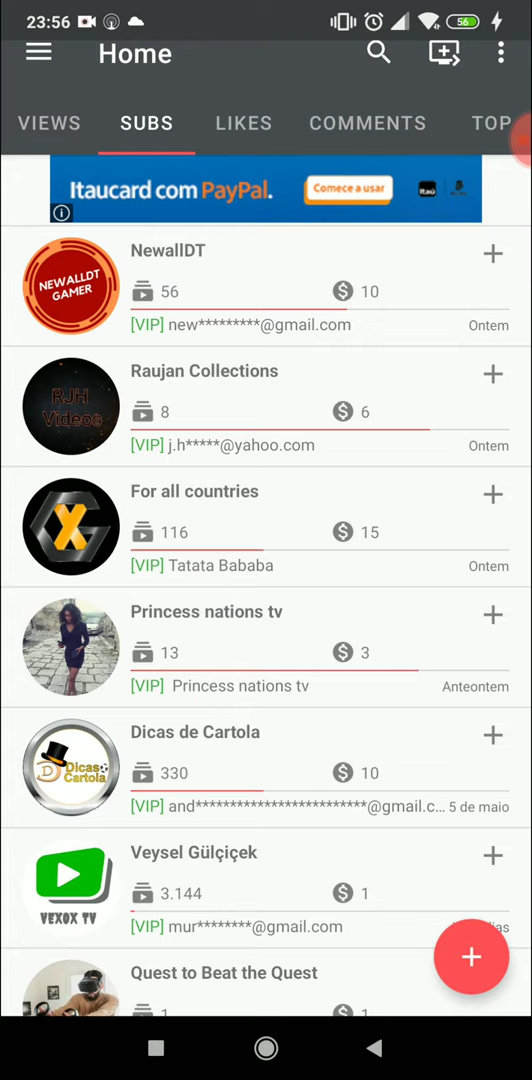 23:56 56
Home
VIEWS SUBS LIKES COMMENTS TOP
Itaucard com PayPal. Comece a usar Itaú
NewallDT
NEWALLDT
GAMER
56 10
[VIP] new*********@gmail.com Ontem
Raujan Collections
RJH
Videos
8 6
[VIP] j.h*****@yahoo.com Ontem
For all countries
116 15
[VIP] Tatata Bababa Ontem
Princess nations tv
13 3
[VIP] Princess nations tv Anteontem
Dicas de Cartola
Dicas
Cartola
330 10
[VIP] and************************@gmail.c... 5 de maio
Veysel Gülçiçek
VEXOX TV
3.144 1
[VIP] mur********@gmail.com
Quest to Beat the Quest
1 1